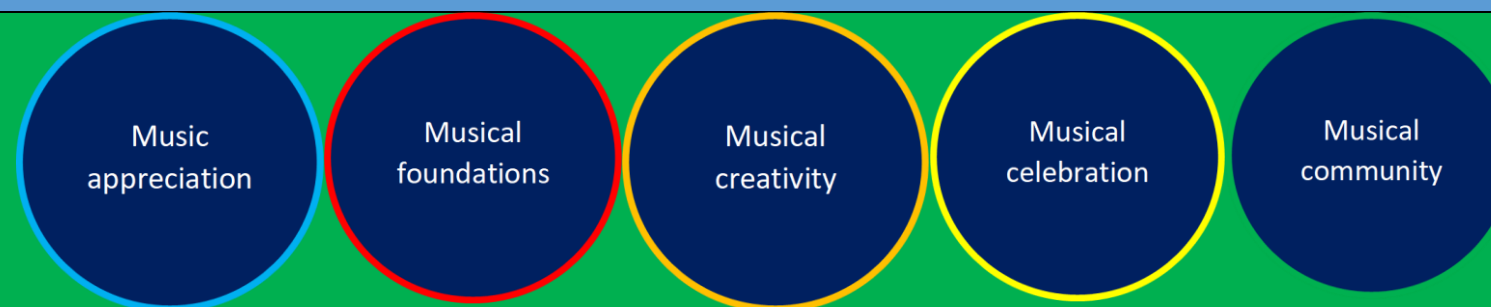 Music
appreciation
Musical
foundations
Musical
creativity
Musical
celebration
Musical
community